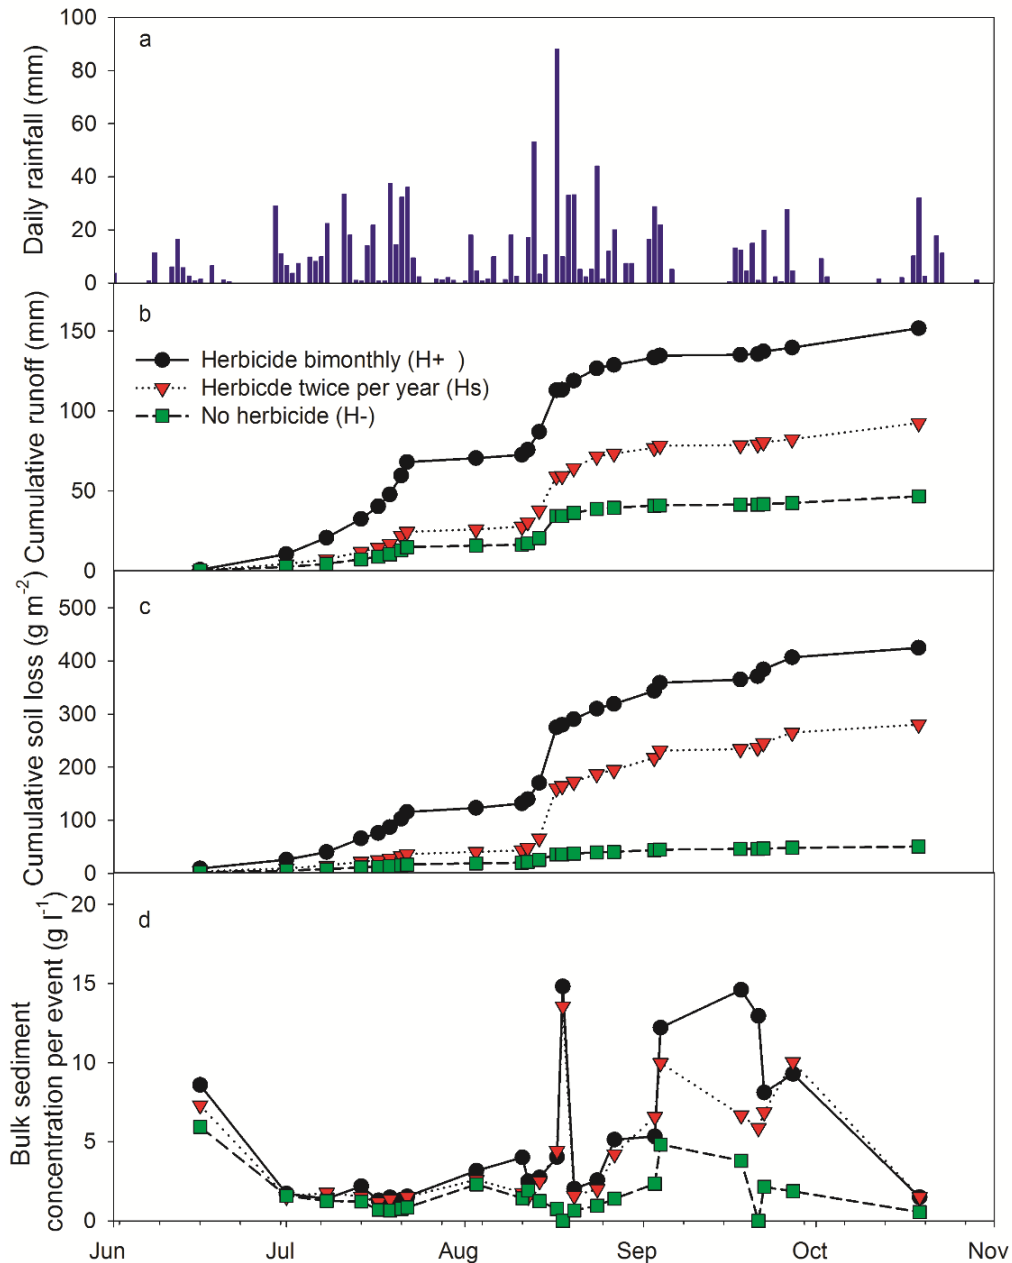 a
Daily rainfall (mm)
100
80
60
40
20
0
b
Cumulative runoff (mm)
150
100
50
0
Herbicide bimonthly (H+ )
Herbicde twice per year (Hs)
No herbicide (H-)
c
Cumulative soil loss (g m⁻²)
500
400
300
200
100
0
d
Bulk sediment
concentration per event (g l⁻¹)
20
15
10
5
0
Jun Jul Aug Sep Oct Nov